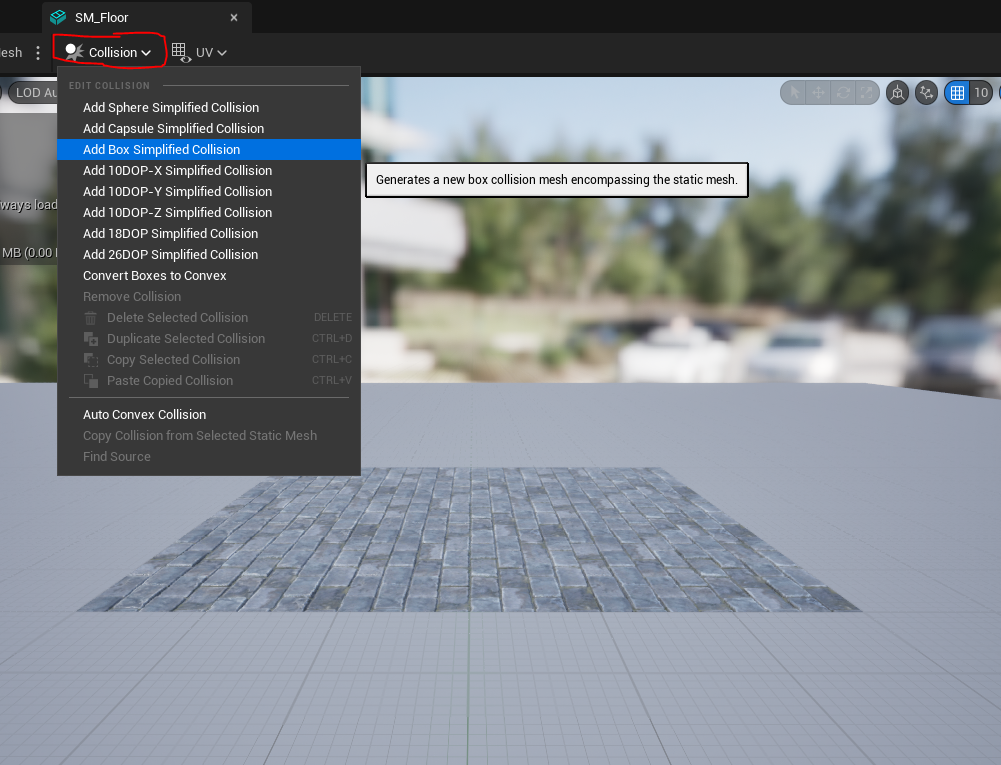 SM_Floor
esh
Collision
UV
LOD Au
10
EDIT COLLISION
Add Sphere Simplified Collision
Add Capsule Simplified Collision
Add Box Simplified Collision
Generates a new box collision mesh encompassing the static mesh.
Add 10DOP-X Simplified Collision
Add 10DOP-Y Simplified Collision
ways load
Add 10DOP-Z Simplified Collision
Add 18DOP Simplified Collision
MB (0.00
Add 26DOP Simplified Collision
Convert Boxes to Convex
Remove Collision
Delete Selected Collision DELETE
Duplicate Selected Collision CTRL+D
Copy Selected Collision CTRL+C
Paste Copied Collision CTRL+V
Auto Convex Collision
Copy Collision from Selected Static Mesh
Find Source